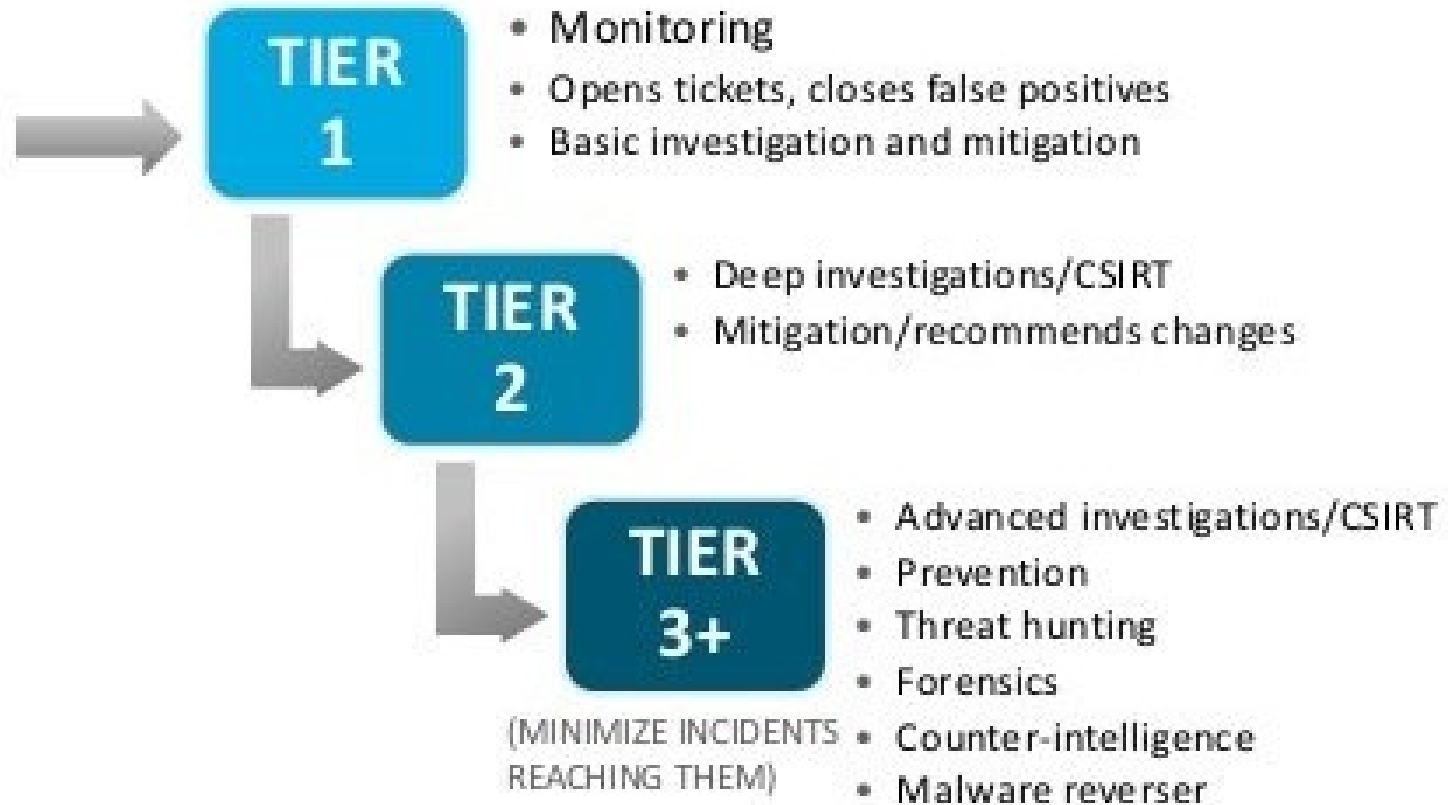 TIER
1
• Monitoring
• Opens tickets, closes false positives
• Basic investigation and mitigation
TIER
2
• Deep investigations/CSIRT
• Mitigation/recommends changes
TIER
3+
(MINIMIZE INCIDENTS
REACHING THEM)
• Advanced investigations/CSIRT
• Prevention
• Threat hunting
• Forensics
• Counter-intelligence
• Malware reverser